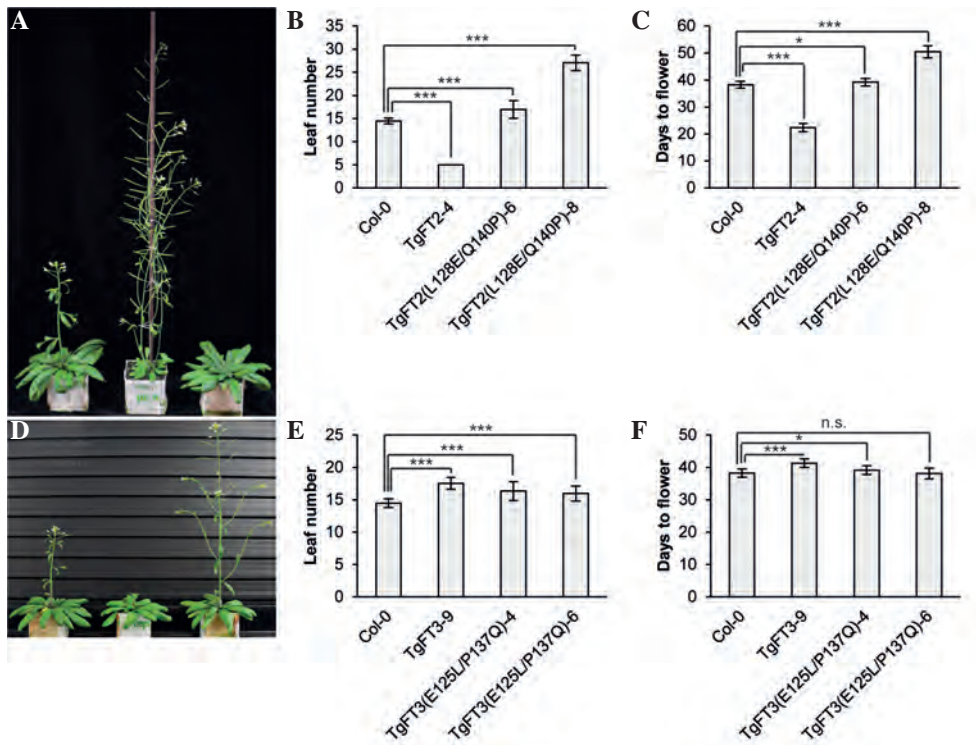 A
B
35
30
25
20
15
10
5
0
Leaf number
***
***
***
Col-0
TgFT2-4
TgFT2(L128E/Q140P)-6
TgFT2(L128E/Q140P)-8
C
60
50
40
30
20
10
0
Days to flower
***
*
***
Col-0
TgFT2-4
TgFT2(L128E/Q140P)-6
TgFT2(L128E/Q140P)-8
D
E
25
20
15
10
5
0
Leaf number
***
***
***
Col-0
TgFT3-9
TgFT3(E125L/P137Q)-4
TgFT3(E125L/P137Q)-6
F
50
40
30
20
10
0
Days to flower
n.s.
*
***
Col-0
TgFT3-9
TgFT3(E125L/P137Q)-4
TgFT3(E125L/P137Q)-6